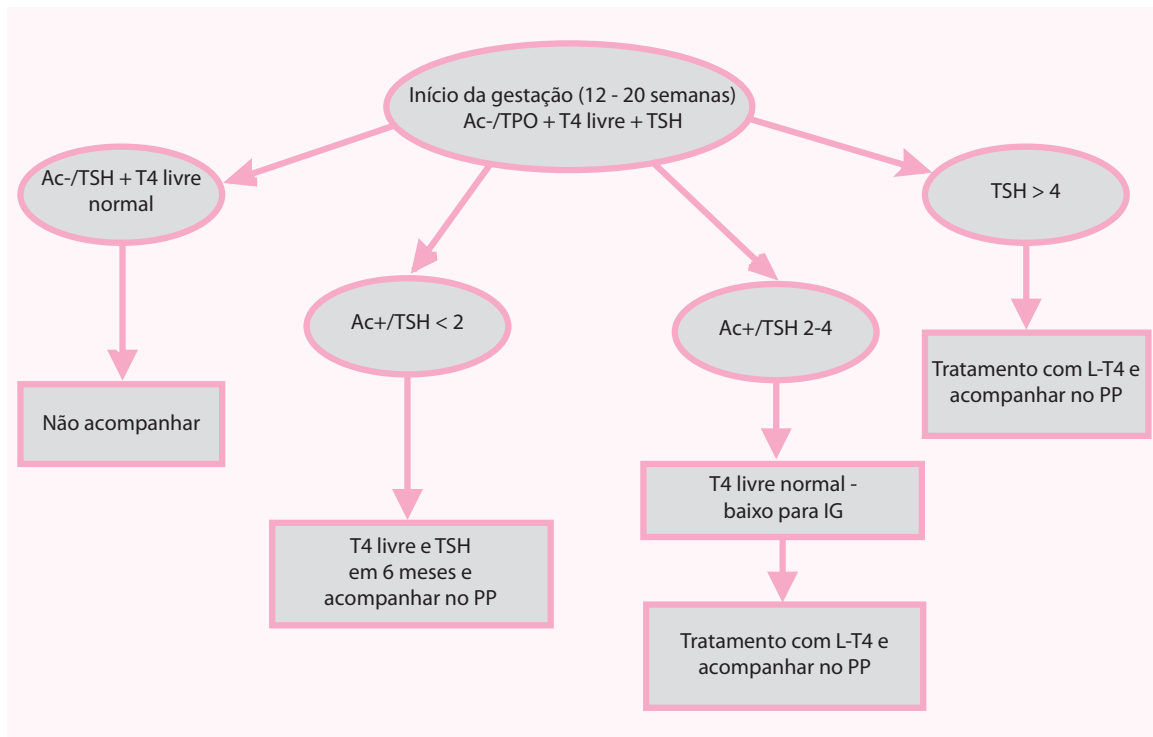 Início da gestação (12 - 20 semanas)
Ac-/TPO + T4 livre + TSH
Ac-/TSH + T4 livre
normal
TSH > 4
Ac+/TSH < 2
Ac+/TSH 2-4
Não acompanhar
Tratamento com L-T4 e
acompanhar no PP
T4 livre normal -
baixo para IG
T4 livre e TSH
em 6 meses e
acompanhar no PP
Tratamento com L-T4 e
acompanhar no PP